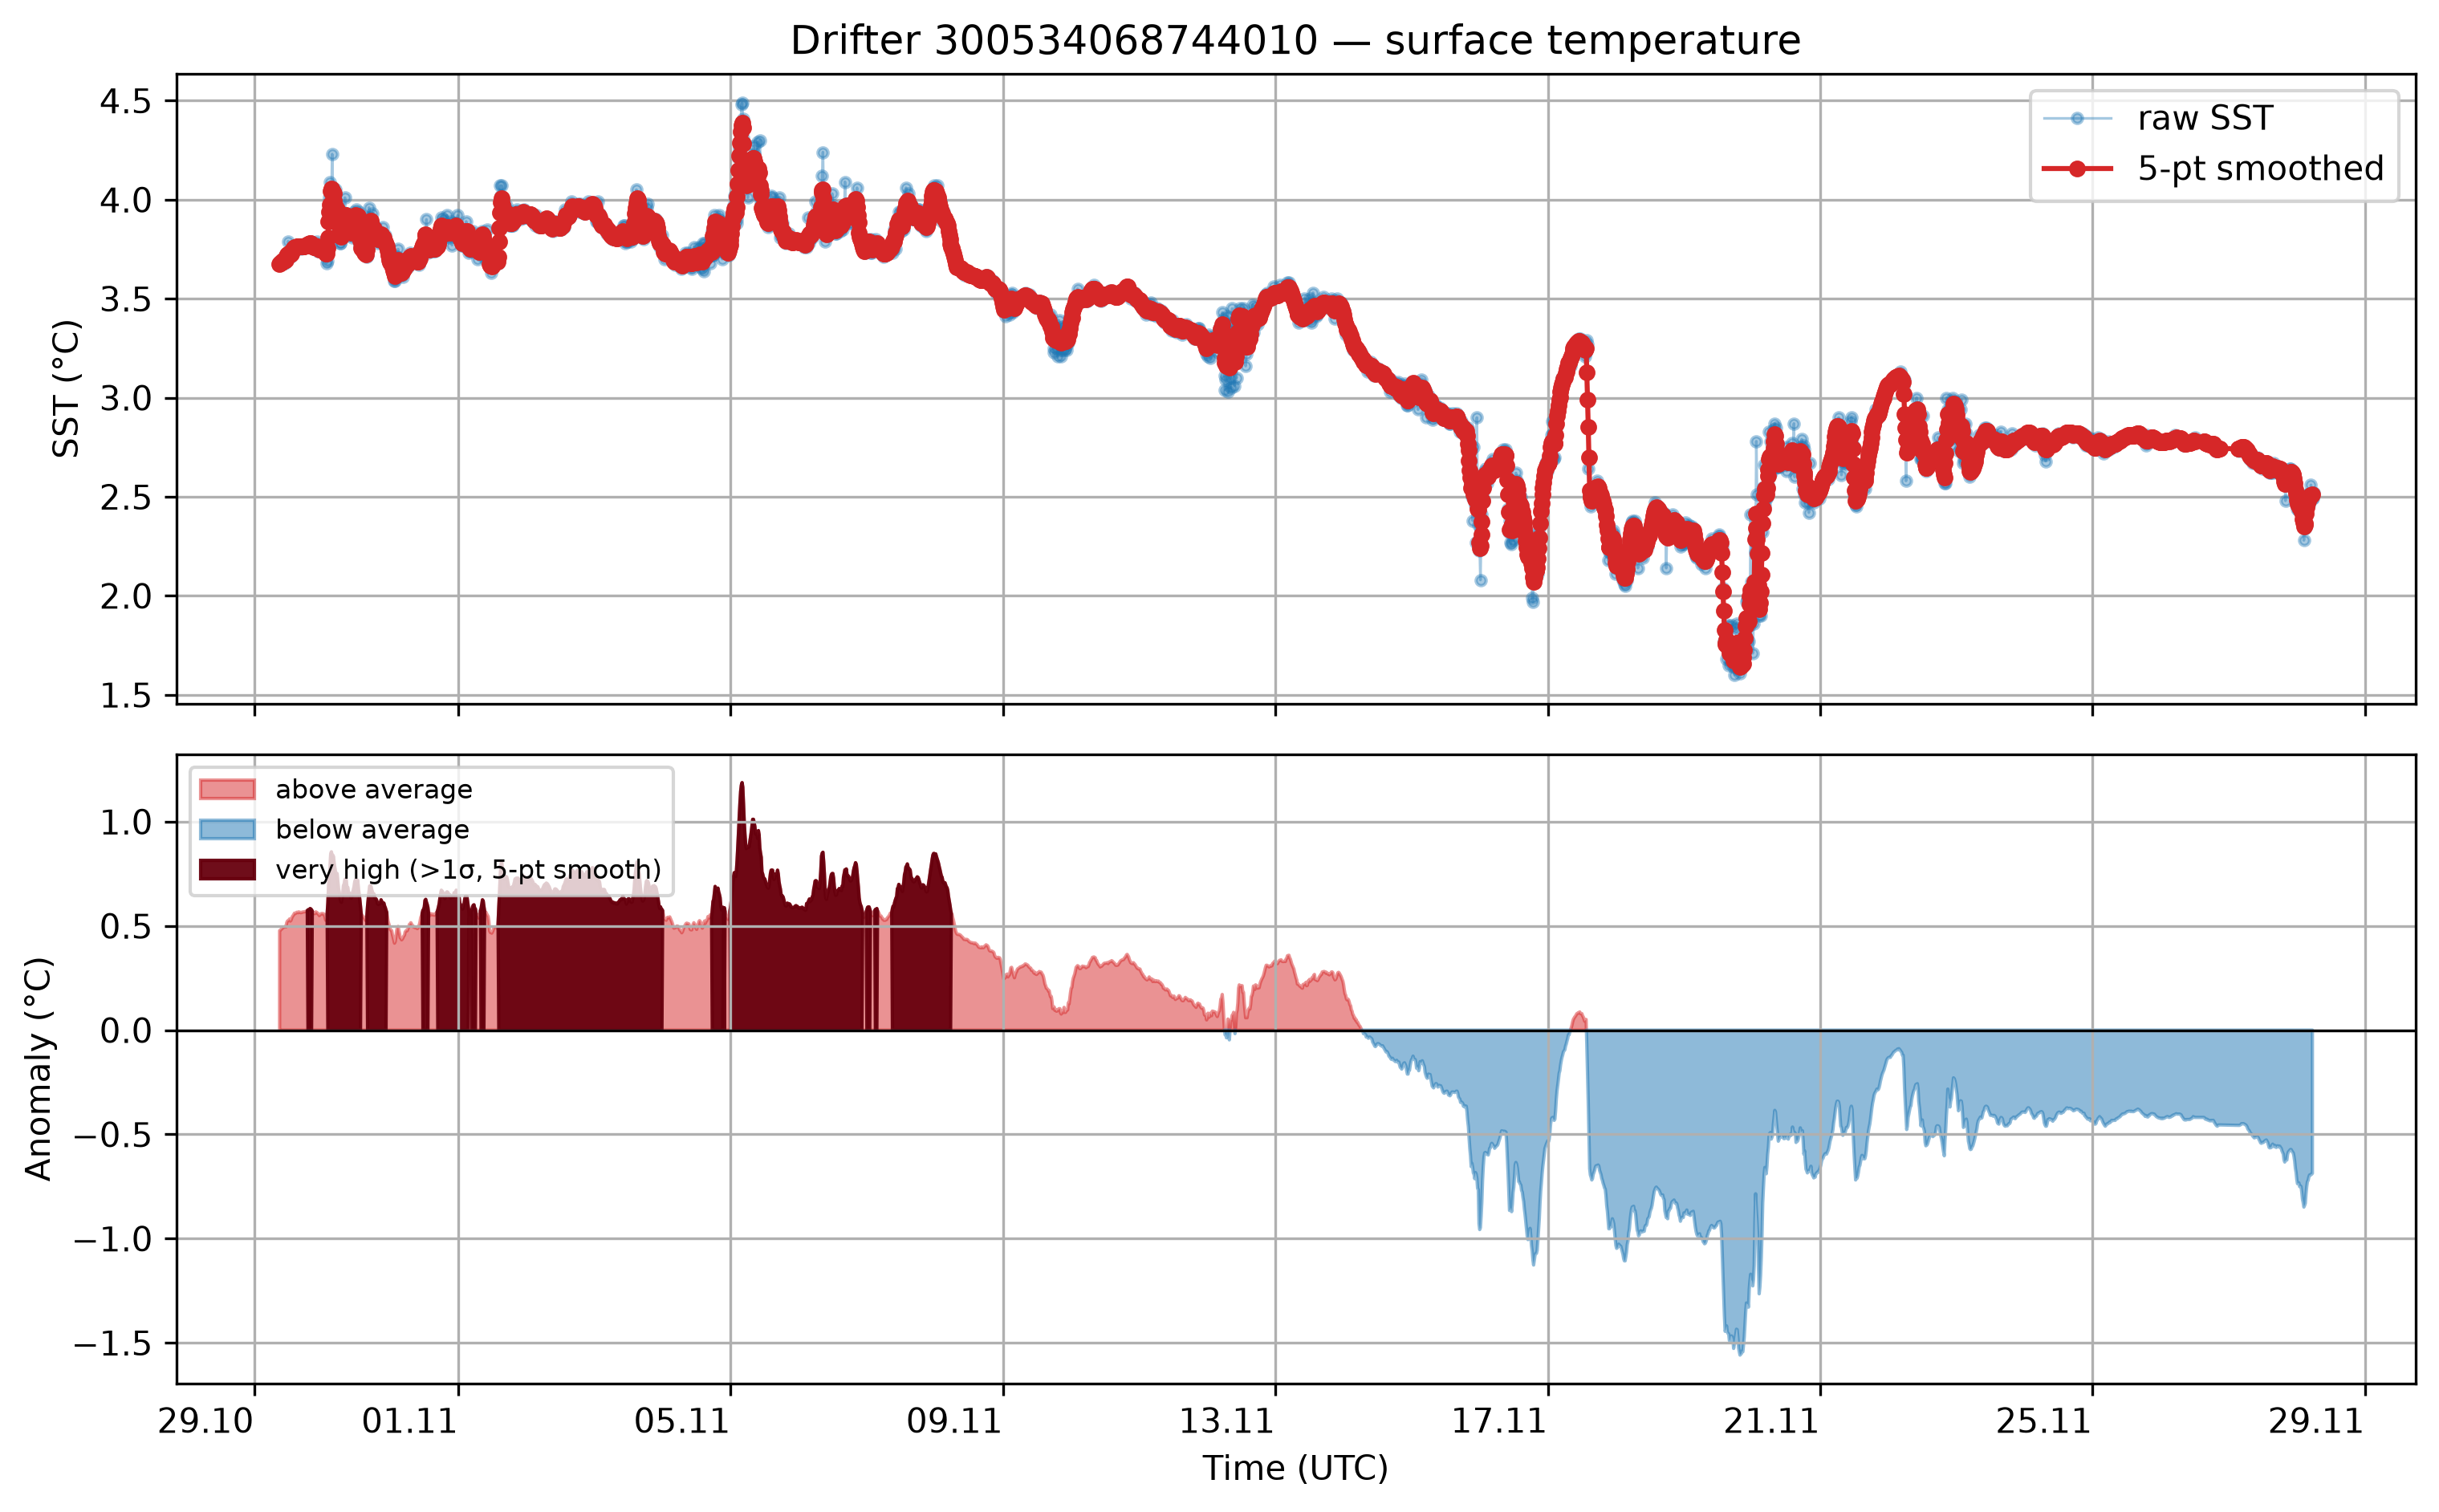 Drifter 300534068744010 — surface temperature
4.5
4.0
3.5
3.0
2.5
2.0
1.5
SST (°C)
raw SST
5-pt smoothed
above average
below average
very high (>1σ, 5-pt smooth)
1.0
0.5
0.0
−0.5
−1.0
−1.5
Anomaly (°C)
29.10 01.11 05.11 09.11 13.11 17.11 21.11 25.11 29.11
Time (UTC)